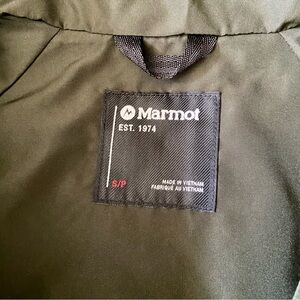 Marmot
EST. 1974
S/P
MADE IN VIETNAM
FABRIQUÉ AU VIETNAM